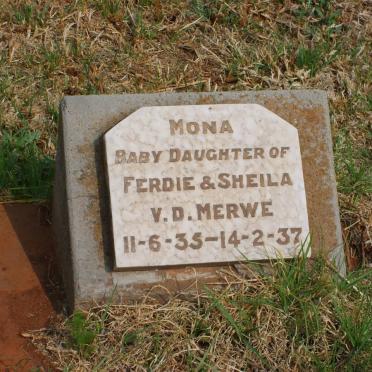 MONA
BABY DAUGHTER OF
FERDIE & SHEILA
V.D. MERWE
11-6-35-14-2-37